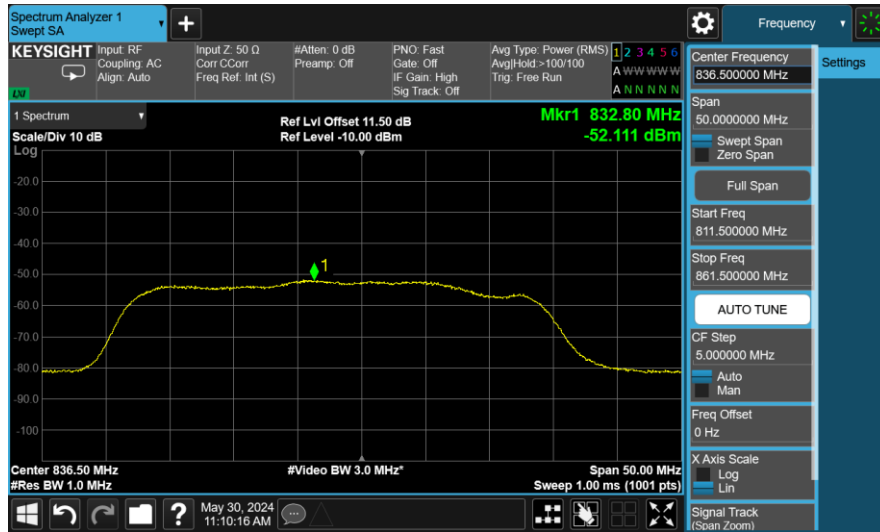 Spectrum Analyzer 1
Swept SA
+
Frequency
KEYSIGHT
Input: RF
Coupling: AC
Align: Auto
Input Z: 50 Ω
Corr CCorr
Freq Ref: Int (S)
#Atten: 0 dB
Preamp: Off
PNO: Fast
Gate: Off
IF Gain: High
Sig Track: Off
Avg Type: Power (RMS)
Avg|Hold:>100/100
Trig: Free Run
1 2 3 4 5 6
A W W W W W
A N N N N N
LXI
1 Spectrum
Scale/Div 10 dB
Log
Ref Lvl Offset 11.50 dB
Ref Level -10.00 dBm
Mkr1 832.80 MHz
-52.111 dBm
-20.0
-30.0
-40.0
-50.0
-60.0
-70.0
-80.0
-90.0
-100
1
Center 836.50 MHz
#Res BW 1.0 MHz
#Video BW 3.0 MHz*
Span 50.00 MHz
Sweep 1.00 ms (1001 pts)
Center Frequency
836.500000 MHz
Settings
Span
50.0000000 MHz
Swept Span
Zero Span
Full Span
Start Freq
811.500000 MHz
Stop Freq
861.500000 MHz
AUTO TUNE
CF Step
5.000000 MHz
Auto
Man
Freq Offset
0 Hz
X Axis Scale
Log
Lin
Signal Track
(Span Zoom)
?
May 30, 2024
11:10:16 AM